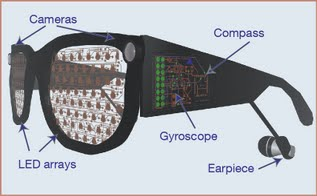 Cameras
Compass
Gyroscope
LED arrays
Earpiece